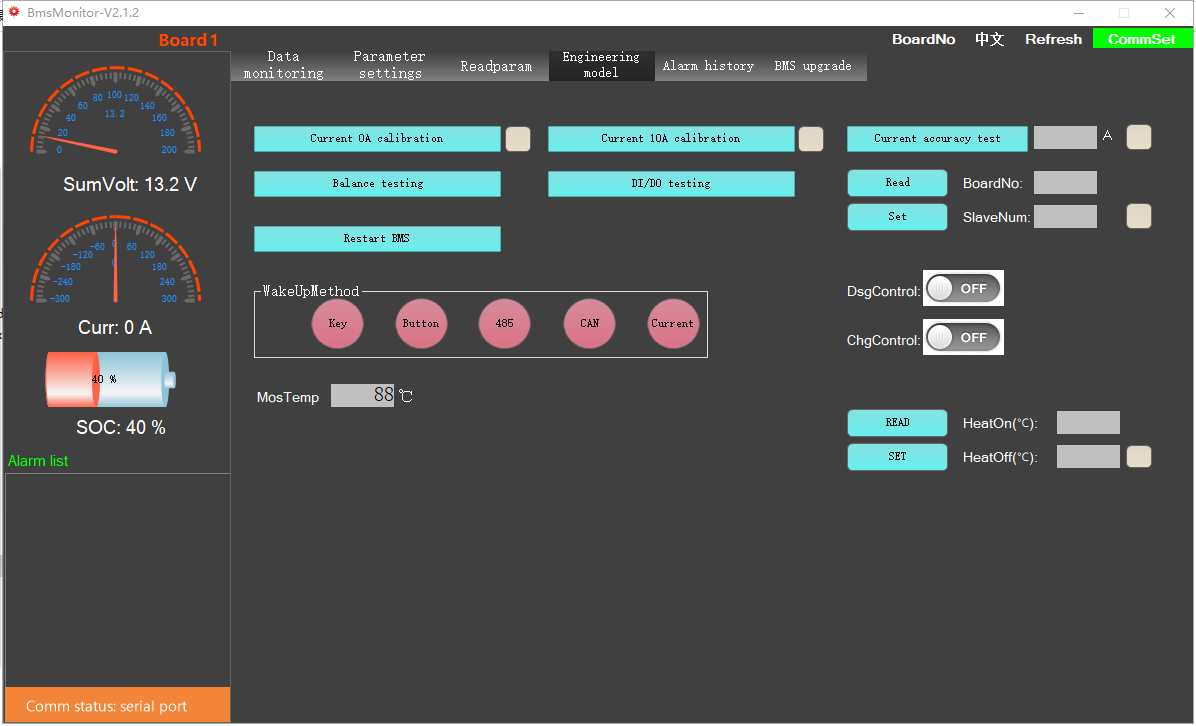 BmsMonitor-V2.1.2
Board 1
BoardNo 中文 Refresh CommSet
Data monitoring
Parameter settings
Readparam
Engineering model
Alarm history
BMS upgrade
0 20 40 60 80 100 120 140 160 180 200
13.2
SumVolt: 13.2 V
-300 -240 -180 -120 -60 0 60 120 180 240 300
0
Curr: 0 A
40 %
SOC: 40 %
Alarm list
Comm status: serial port
Current 0A calibration
Current 10A calibration
Balance testing
DI/DO testing
Restart BMS
WakeUpMethod
Key Button 485 CAN Current
MosTemp 88 ℃
Current accuracy test A
Read BoardNo:
Set SlaveNum:
DsgControl: OFF
ChgControl: OFF
READ HeatOn(℃):
SET HeatOff(℃):